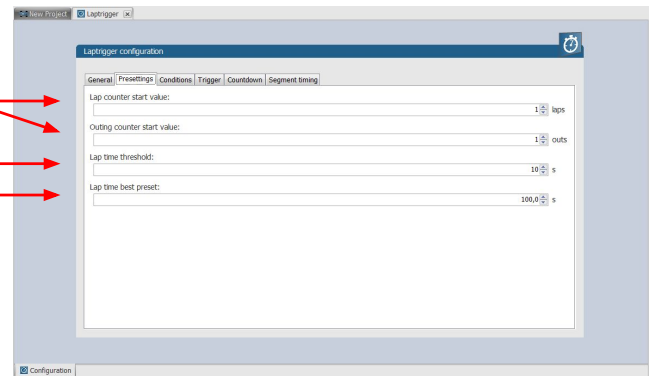 New Project Laptrigger
Laptrigger configuration
General Presettings Conditions Trigger Countdown Segment timing
Lap counter start value:
1 laps
Outing counter start value:
1 outs
Lap time threshold:
10 s
Lap time best preset:
100,0 s
Configuration